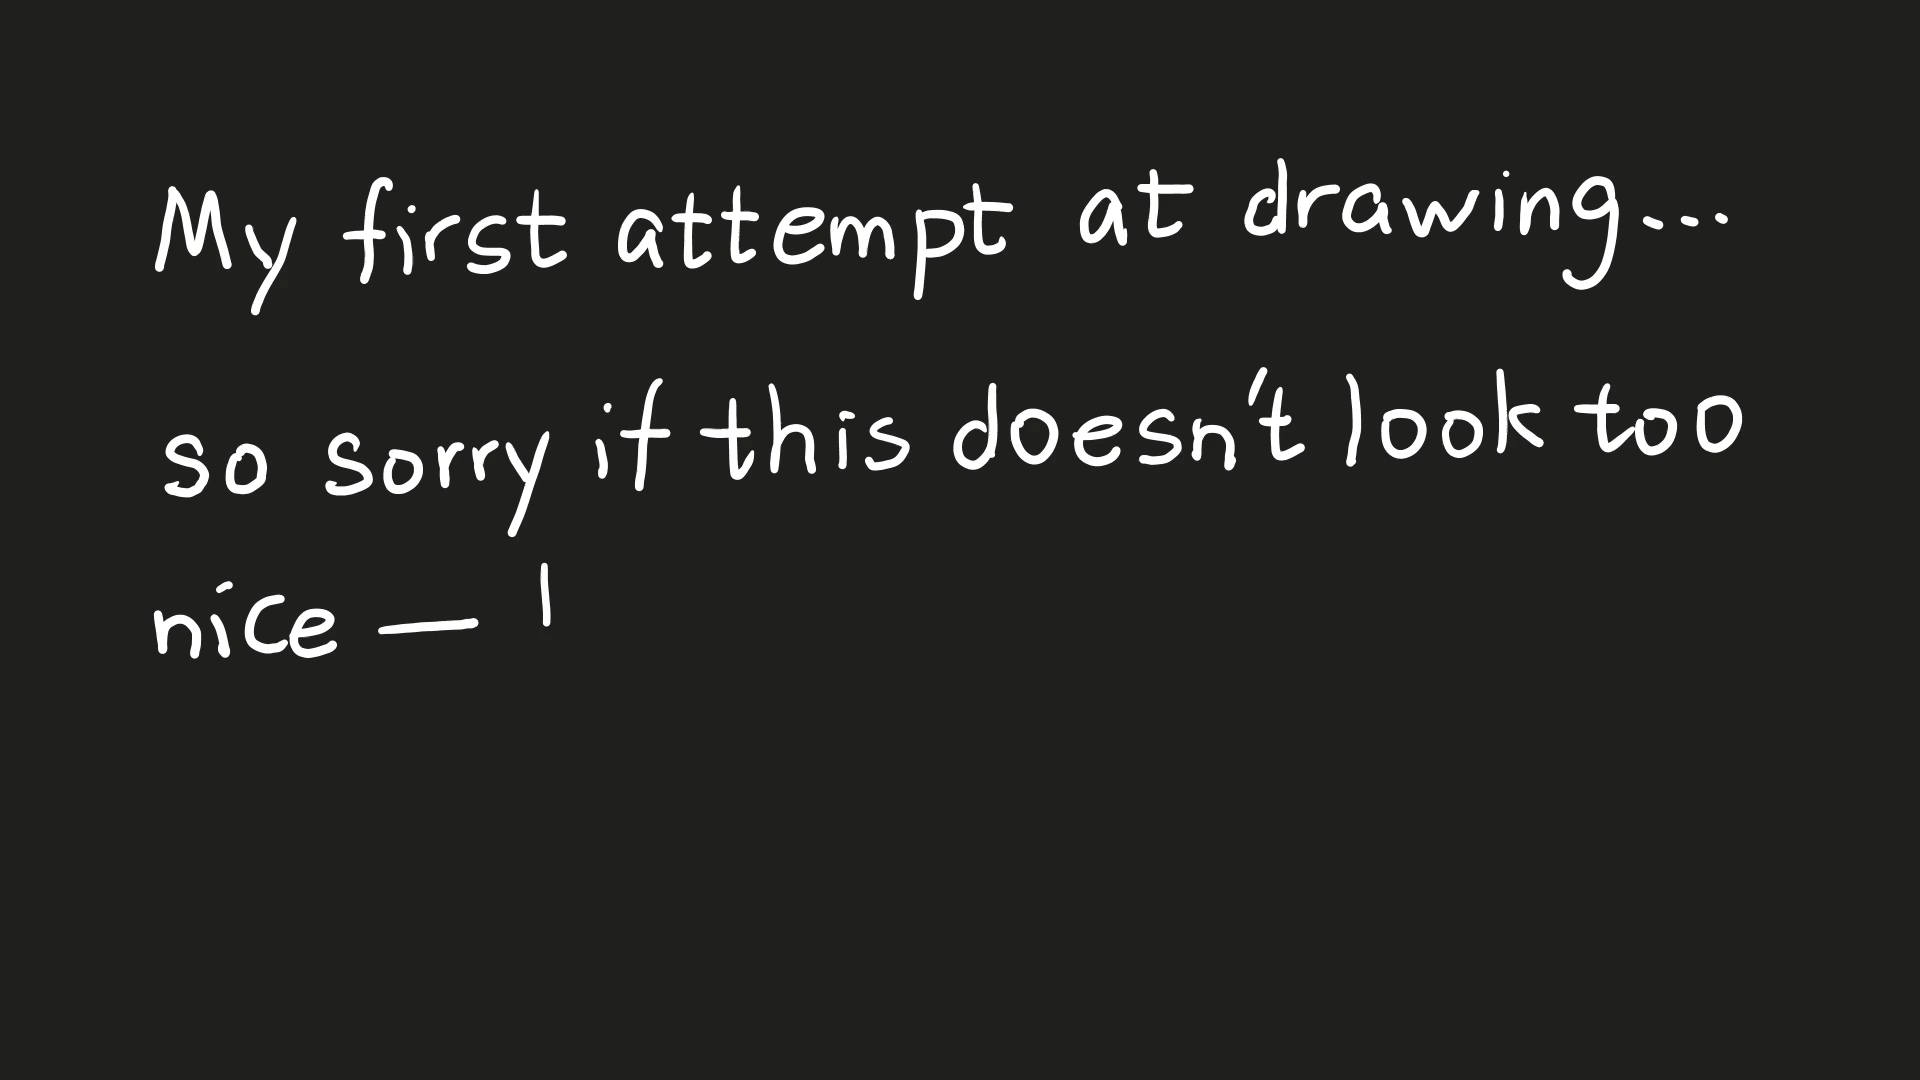 My first attempt at drawing...
so sorry if this doesn't look too
nice — I